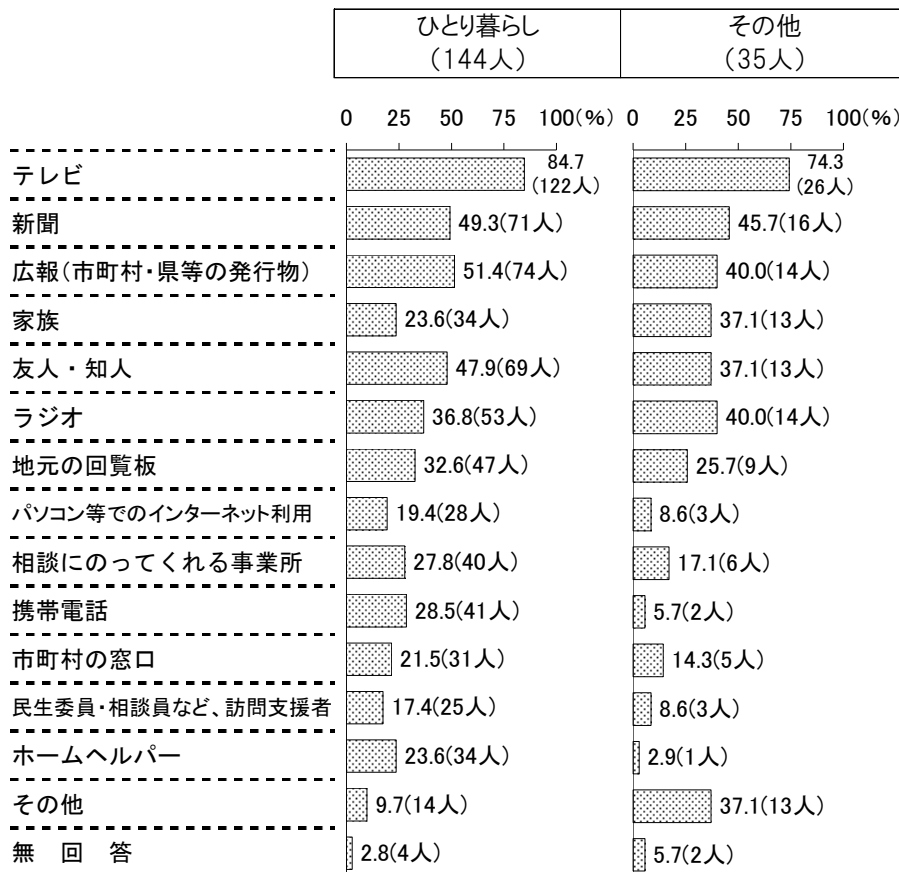 ひとり暮らし
(144人)
その他
(35人)
0 25 50 75 100(%)
0 25 50 75 100(%)
テレビ 84.7 74.3
(122人) (26人)
新聞 49.3(71人) 45.7(16人)
広報(市町村・県等の発行物) 51.4(74人) 40.0(14人)
家族 23.6(34人) 37.1(13人)
友人・知人 47.9(69人) 37.1(13人)
ラジオ 36.8(53人) 40.0(14人)
地元の回覧板 32.6(47人) 25.7(9人)
パソコン等でのインターネット利用 19.4(28人) 8.6(3人)
相談にのってくれる事業所 27.8(40人) 17.1(6人)
携帯電話 28.5(41人) 5.7(2人)
市町村の窓口 21.5(31人) 14.3(5人)
民生委員・相談員など、訪問支援者 17.4(25人) 8.6(3人)
ホームヘルパー 23.6(34人) 2.9(1人)
その他 9.7(14人) 37.1(13人)
無 回 答 2.8(4人) 5.7(2人)